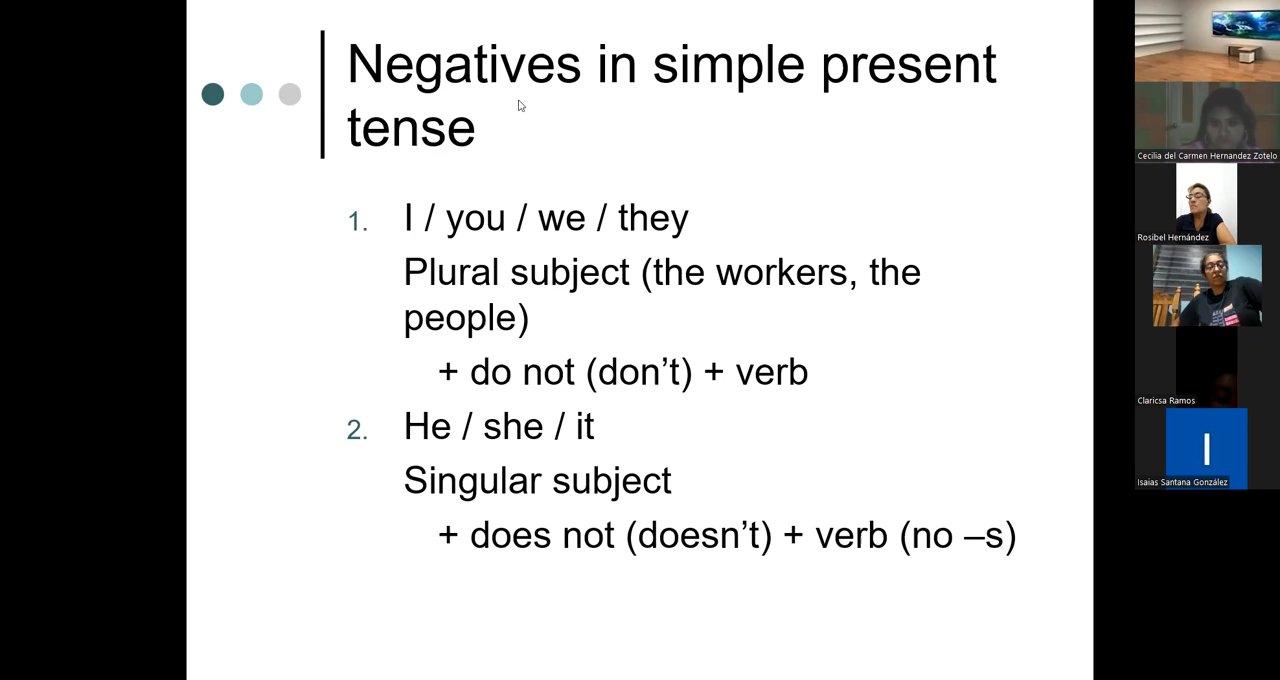 Negatives in simple present
tense
1. I / you / we / they
Plural subject (the workers, the
people)
+ do not (don’t) + verb
2. He / she / it
Singular subject
+ does not (doesn’t) + verb (no –s)
Cecilia del Carmen Hernandez Zotelo
Rosibel Hernández
Claricsa Ramos
I
Isaias Santana González